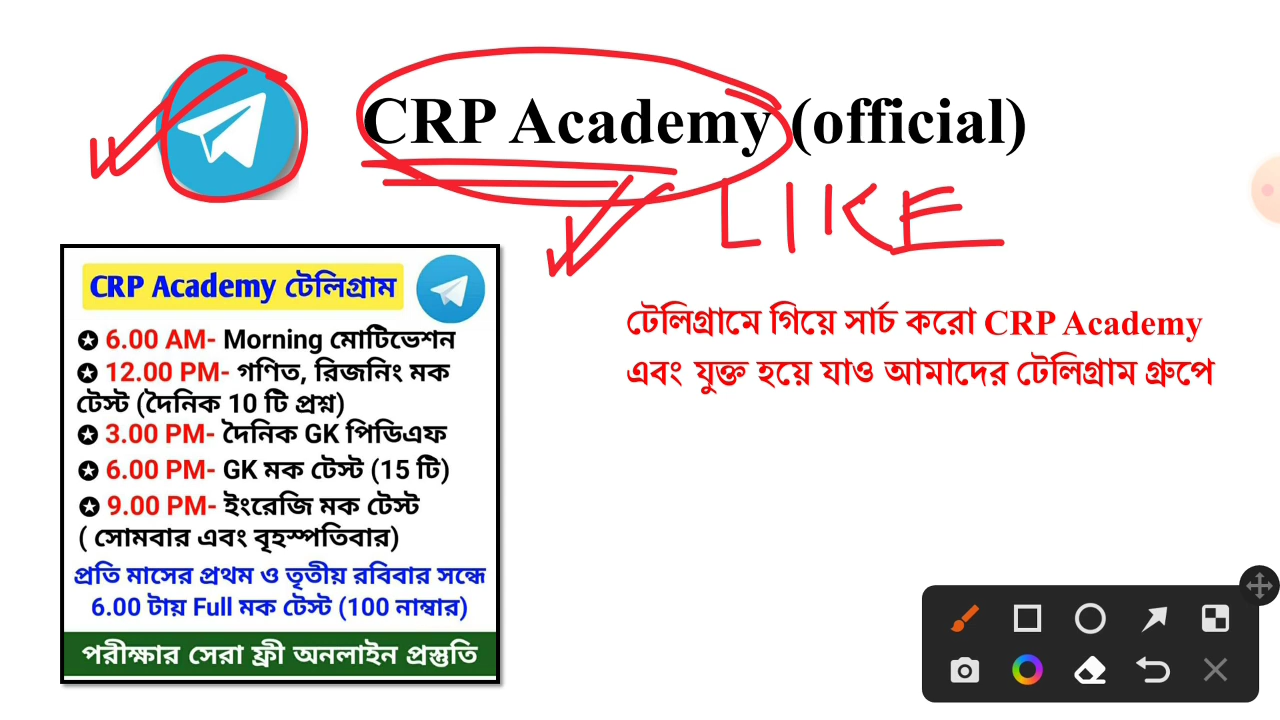 CRP Academy (official)
LIKE
CRP Academy টেলিগ্রাম
6.00 AM- Morning মোটিভেশন
12.00 PM- গণিত, রিজনিং মক
টেস্ট (দৈনিক 10 টি প্রশ্ন)
3.00 PM- দৈনিক GK পিডিএফ
6.00 PM- GK মক টেস্ট (15 টি)
9.00 PM- ইংরেজি মক টেস্ট
( সোমবার এবং বৃহস্পতিবার)
প্রতি মাসের প্রথম ও তৃতীয় রবিবার সন্ধে
6.00 টায় Full মক টেস্ট (100 নাম্বার)
পরীক্ষার সেরা ফ্রী অনলাইন প্রস্তুতি
টেলিগ্রামে গিয়ে সার্চ করো CRP Academy
এবং যুক্ত হয়ে যাও আমাদের টেলিগ্রাম গ্রুপে